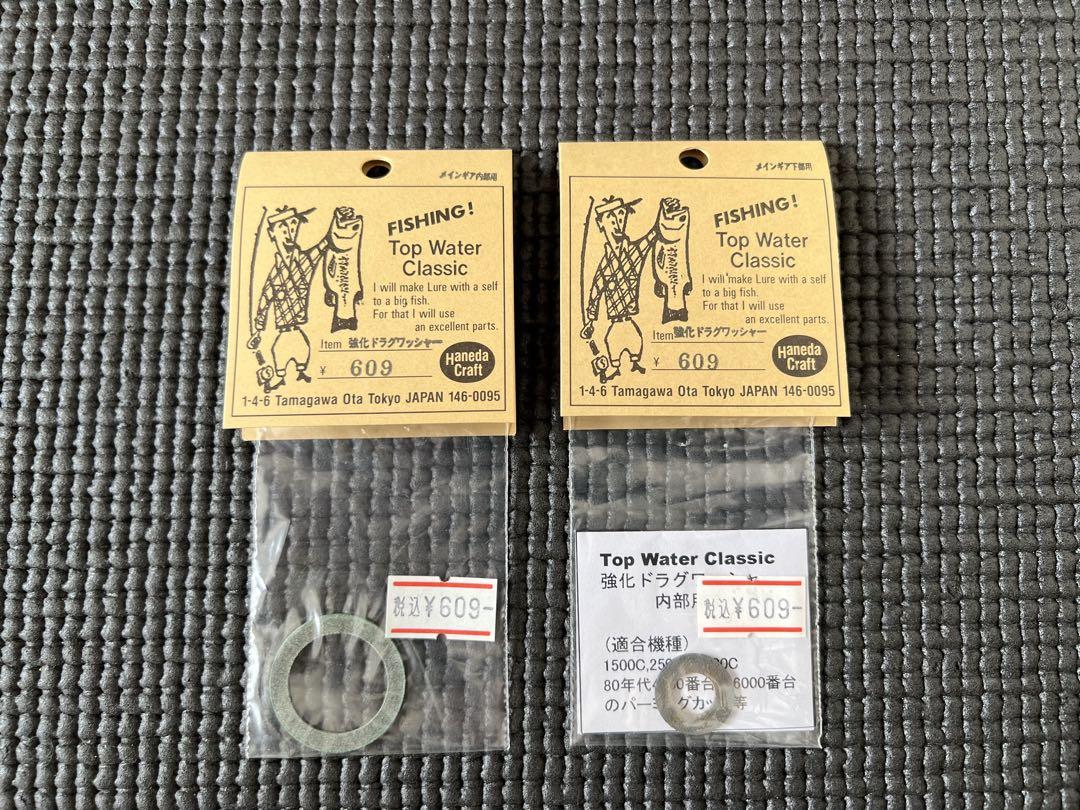 メインギア内部用
FISHING!
Top Water
Classic
I will make Lure with a self
to a big fish.
For that I will use
an excellent parts.
Item 強化ドラグワッシャー
¥ 609
Haneda
Craft
1-4-6 Tamagawa Ota Tokyo JAPAN 146-0095
税込¥609-
メインギア下部用
FISHING!
Top Water
Classic
I will make Lure with a self
to a big fish.
For that I will use
an excellent parts.
Item 強化ドラグワッシャー
¥ 609
Haneda
Craft
1-4-6 Tamagawa Ota Tokyo JAPAN 146-0095
Top Water Classic
強化ドラグワッシャ
内部
税込¥609-
(適合機種)
1500C,
80年代 番台 6000番台
のパー 等